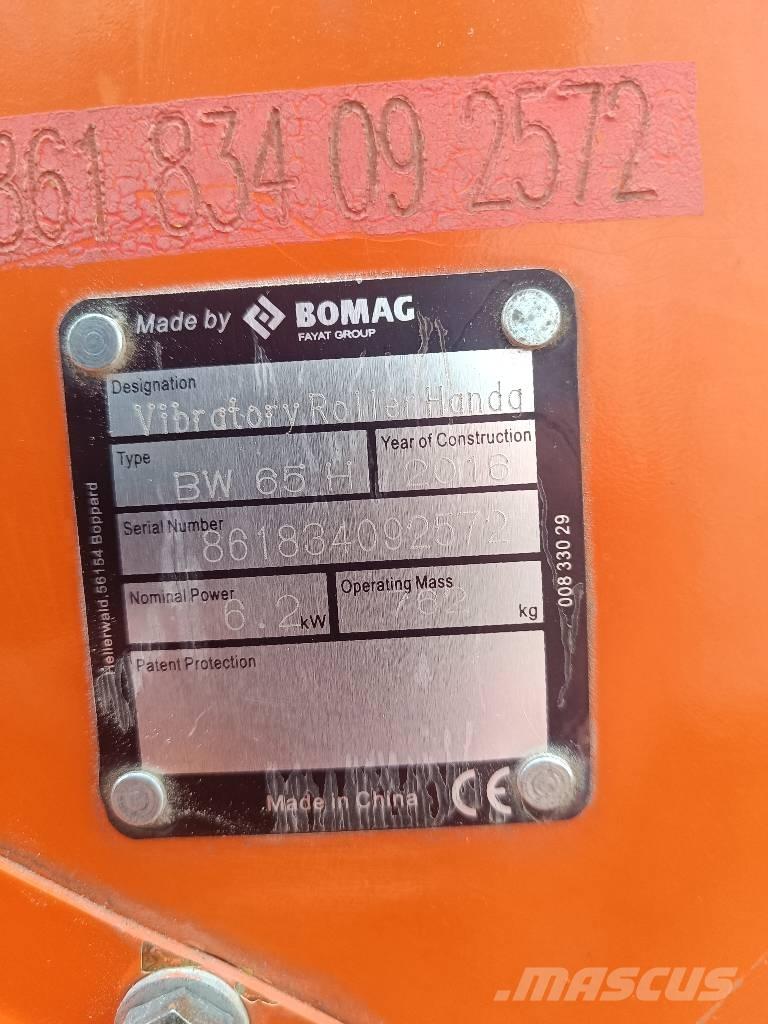 861 834 09 2572
Made by BOMAG
FAYAT GROUP
Designation
Vibratory Roller Handg
Type
BW 65 H
Year of Construction
2016
Serial Number
861834092572
Nominal Power
6.2 kW
Operating Mass
762 kg
Patent Protection
Made in China CE
Hellerwald.56154 Boppard
008 330 29
MASCUS